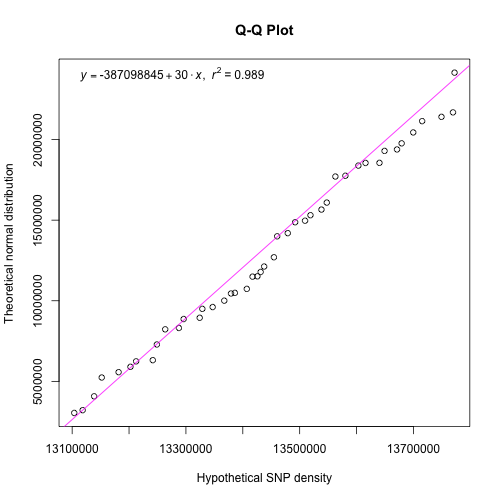 Q-Q Plot
y = -387098845 + 30 · x, r² = 0.989
Theoretical normal distribution
20000000
15000000
10000000
5000000
13100000 13300000 13500000 13700000
Hypothetical SNP density